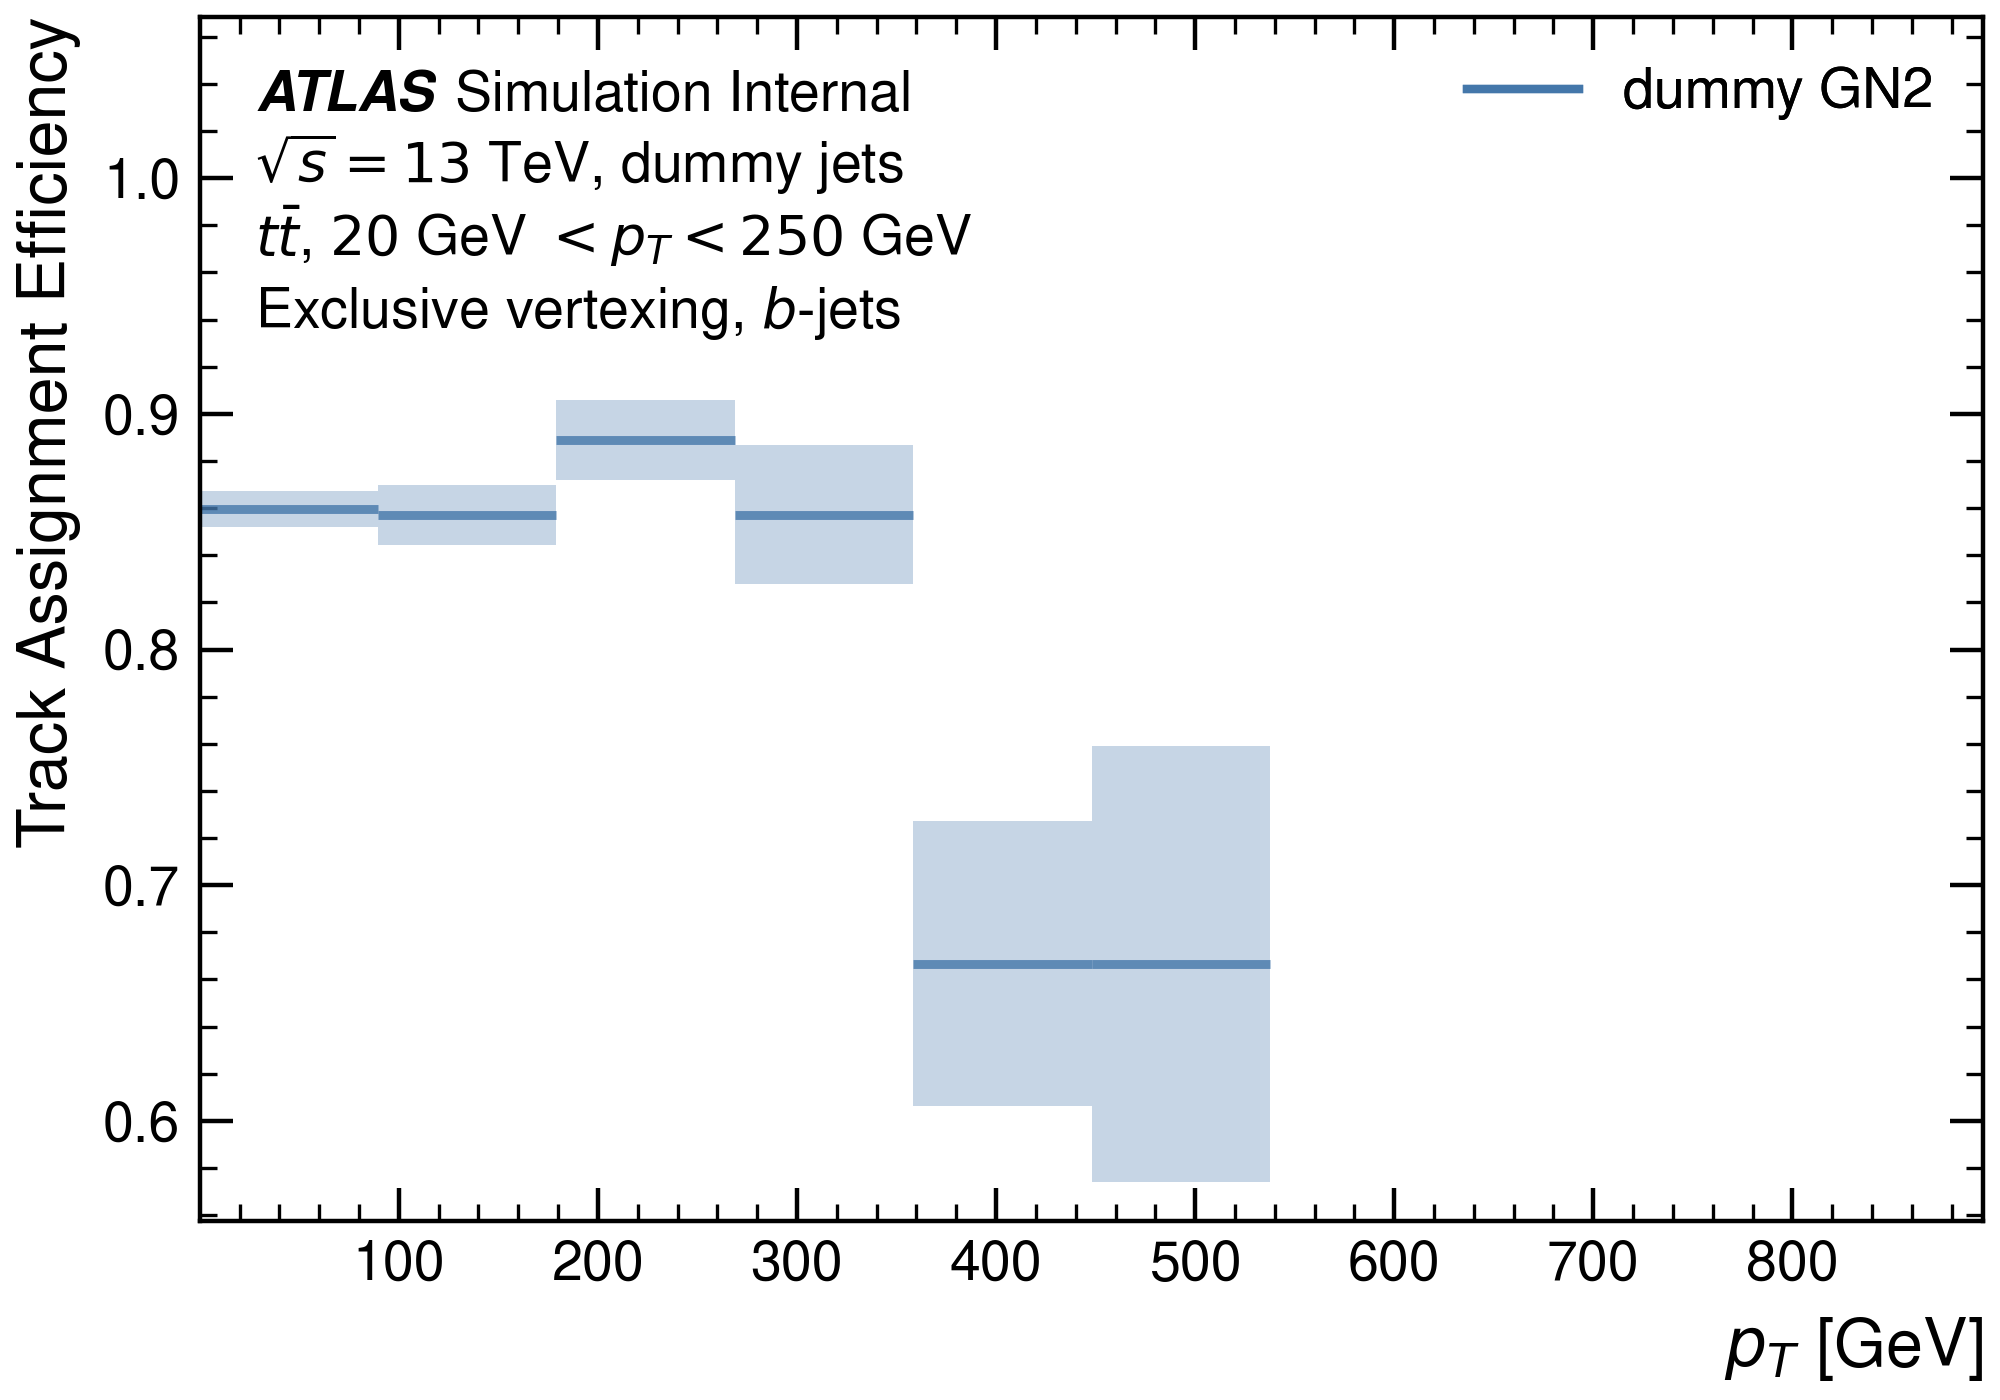 Track Assignment Efficiency
ATLAS Simulation Internal
√s = 13 TeV, dummy jets
tt̄, 20 GeV < p_T < 250 GeV
Exclusive vertexing, b-jets
dummy GN2
1.0
0.9
0.8
0.7
0.6
100 200 300 400 500 600 700 800
p_T [GeV]